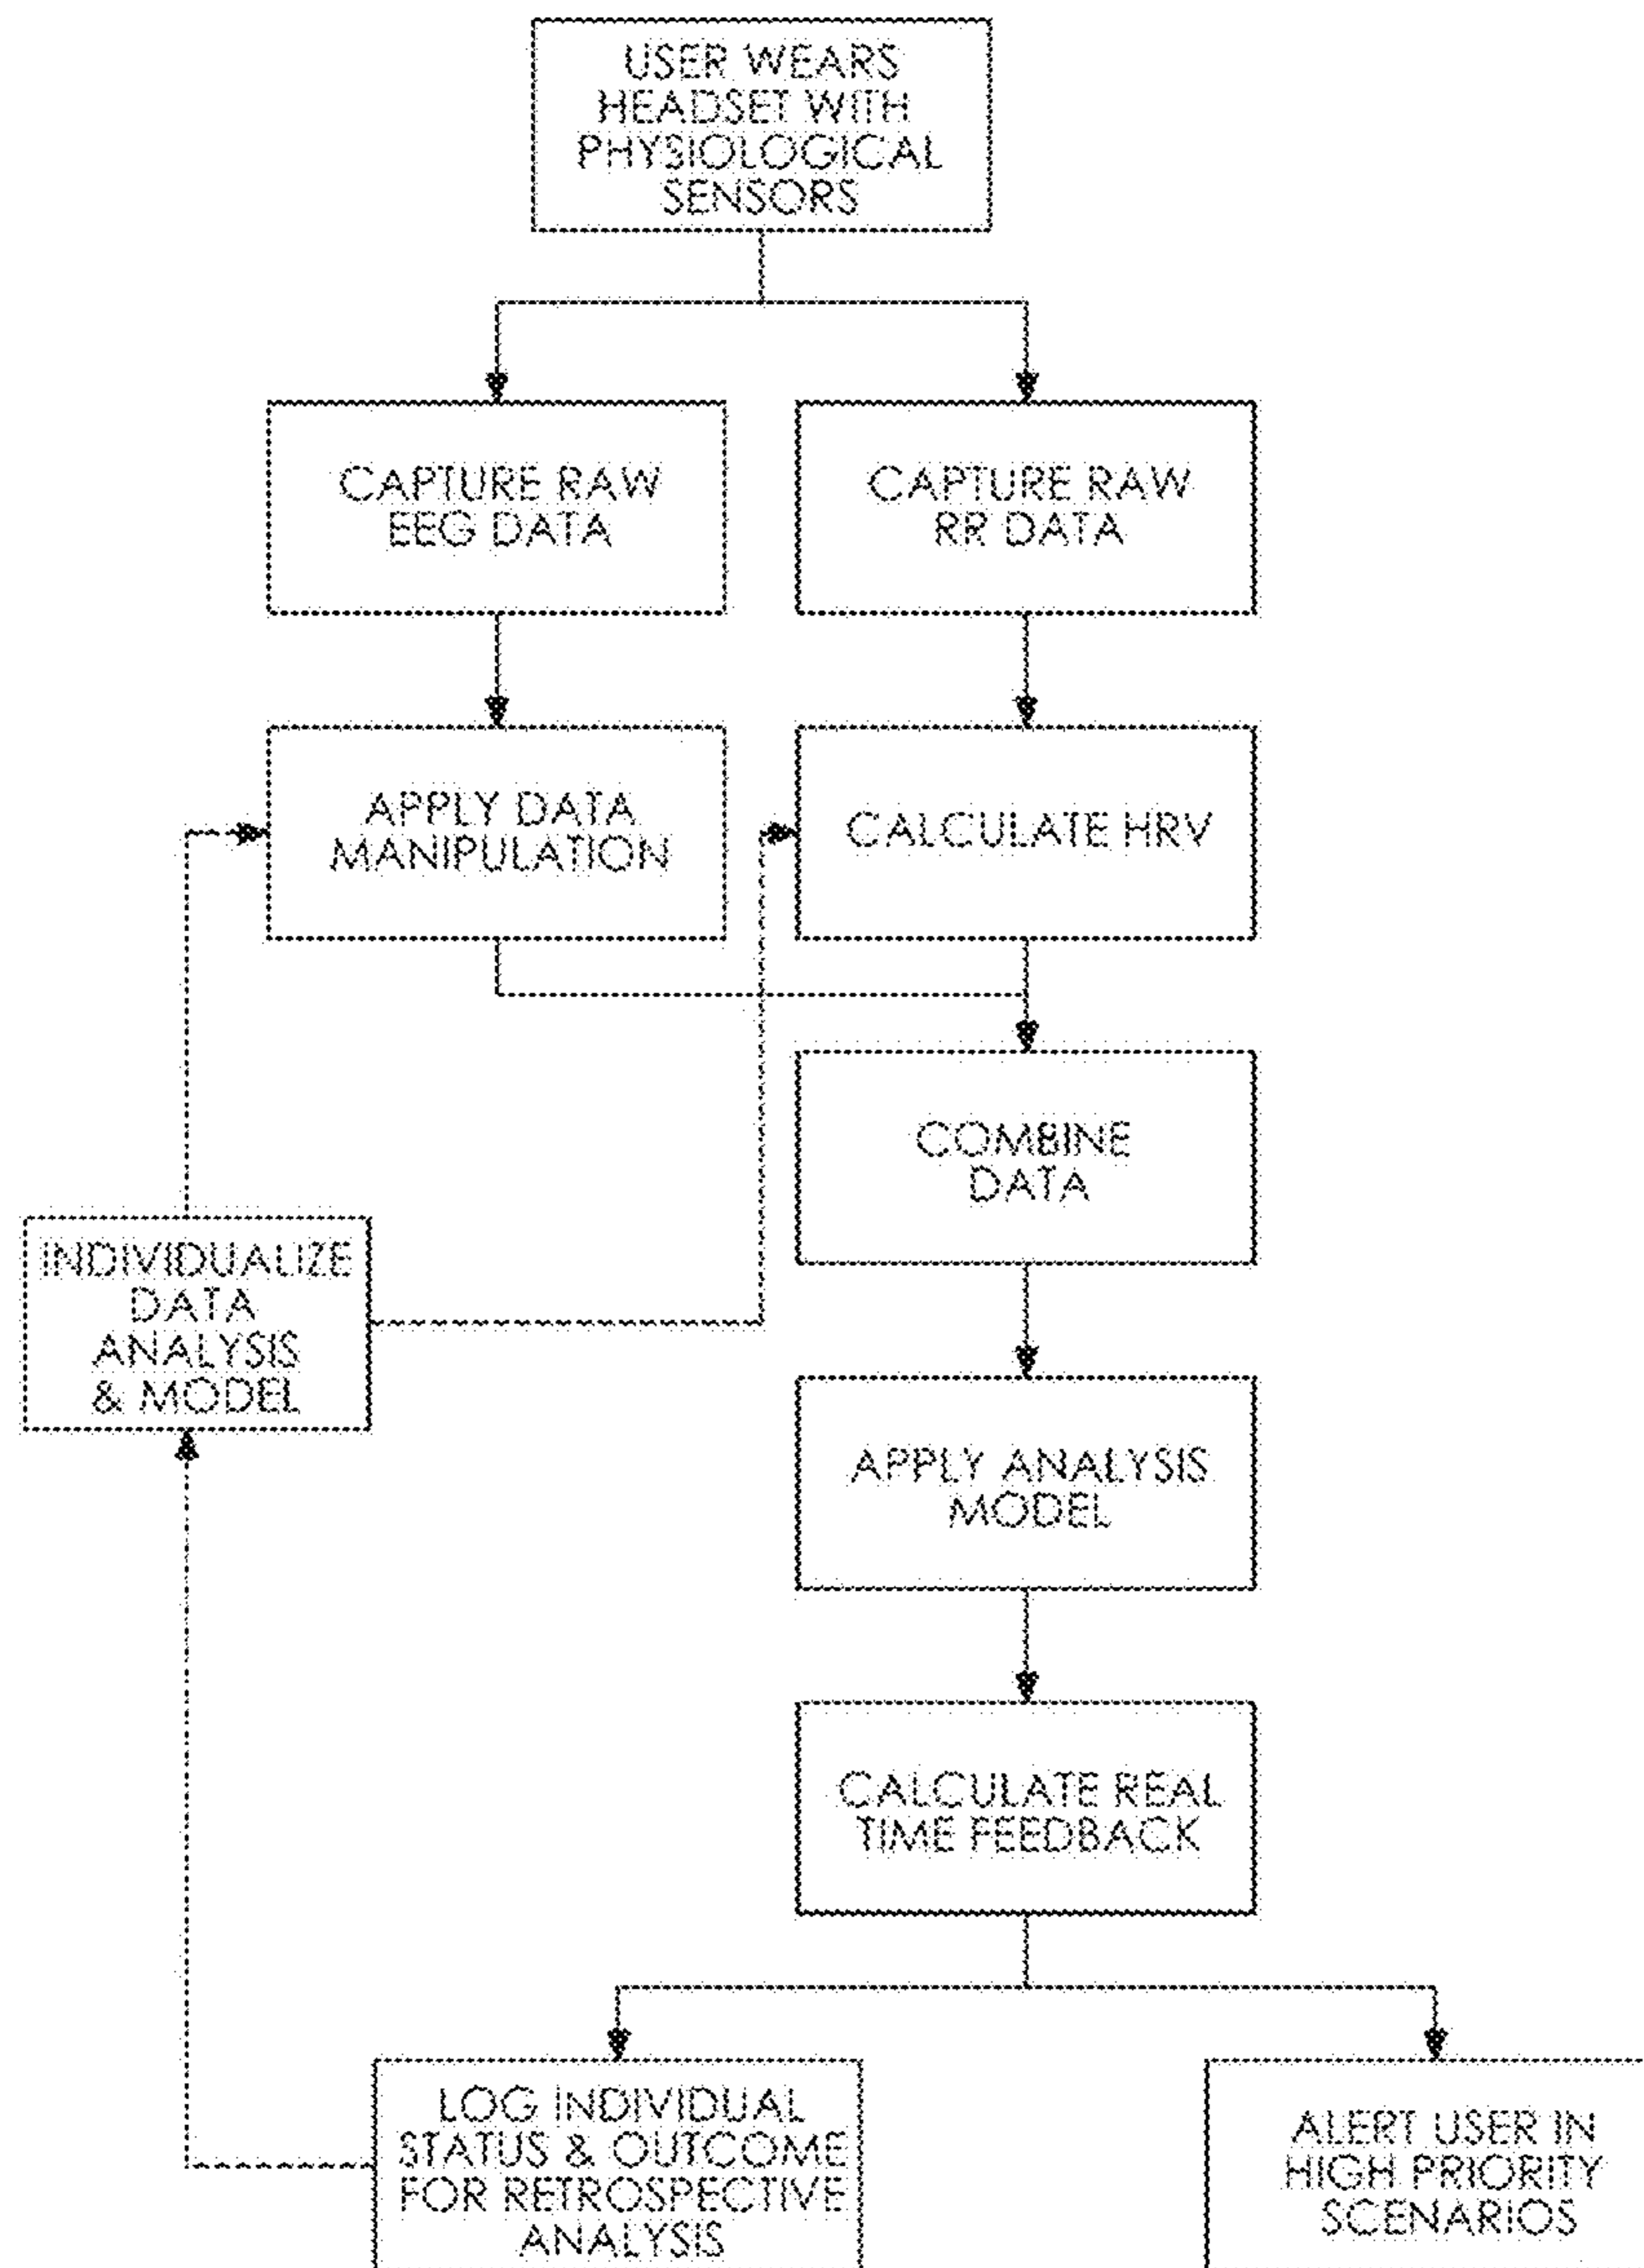 USER WEARS
HEADSET WITH
PHYSIOLOGICAL
SENSORS
CAPTURE RAW
EEG DATA
CAPTURE RAW
RR DATA
APPLY DATA
MANIPULATION
CALCULATE HRV
COMBINE
DATA
INDIVIDUALIZE
DATA
ANALYSIS
& MODEL
APPLY ANALYSIS
MODEL
CALCULATE REAL
TIME FEEDBACK
LOG INDIVIDUAL
STATUS & OUTCOME
FOR RETROSPECTIVE
ANALYSIS
ALERT USER IN
HIGH PRIORITY
SCENARIOS